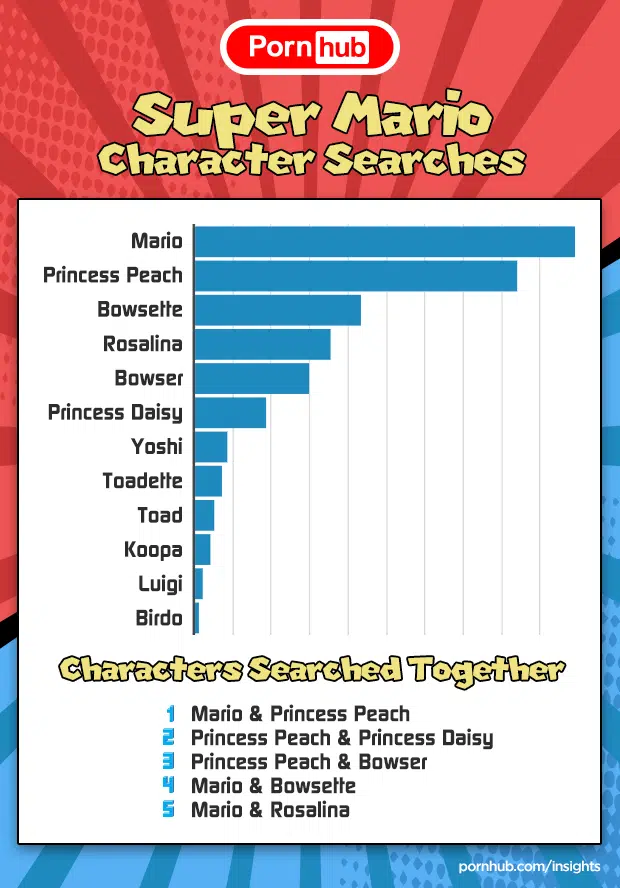 Pornhub
Super Mario
Character Searches
Mario
Princess Peach
Bowsette
Rosalina
Bowser
Princess Daisy
Yoshi
Toadette
Toad
Koopa
Luigi
Birdo
Characters Searched Together
1 Mario & Princess Peach
2 Princess Peach & Princess Daisy
3 Princess Peach & Bowser
4 Mario & Bowsette
5 Mario & Rosalina
pornhub.com/insights